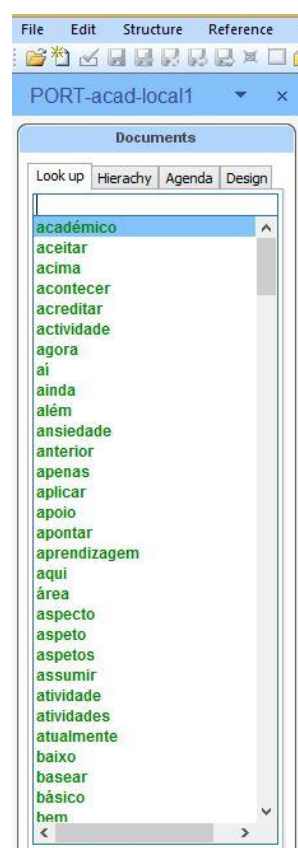 File Edit Structure Reference
PORT-acad-local1
Documents
Look up Hierachy Agenda Design
académico
aceitar
acima
acontecer
acreditar
actividade
agora
aí
ainda
além
ansiedade
anterior
apenas
aplicar
apoio
apontar
aprendizagem
aqui
área
aspecto
aspeto
aspetos
assumir
atividade
atividades
atualmente
baixo
basear
básico
bem